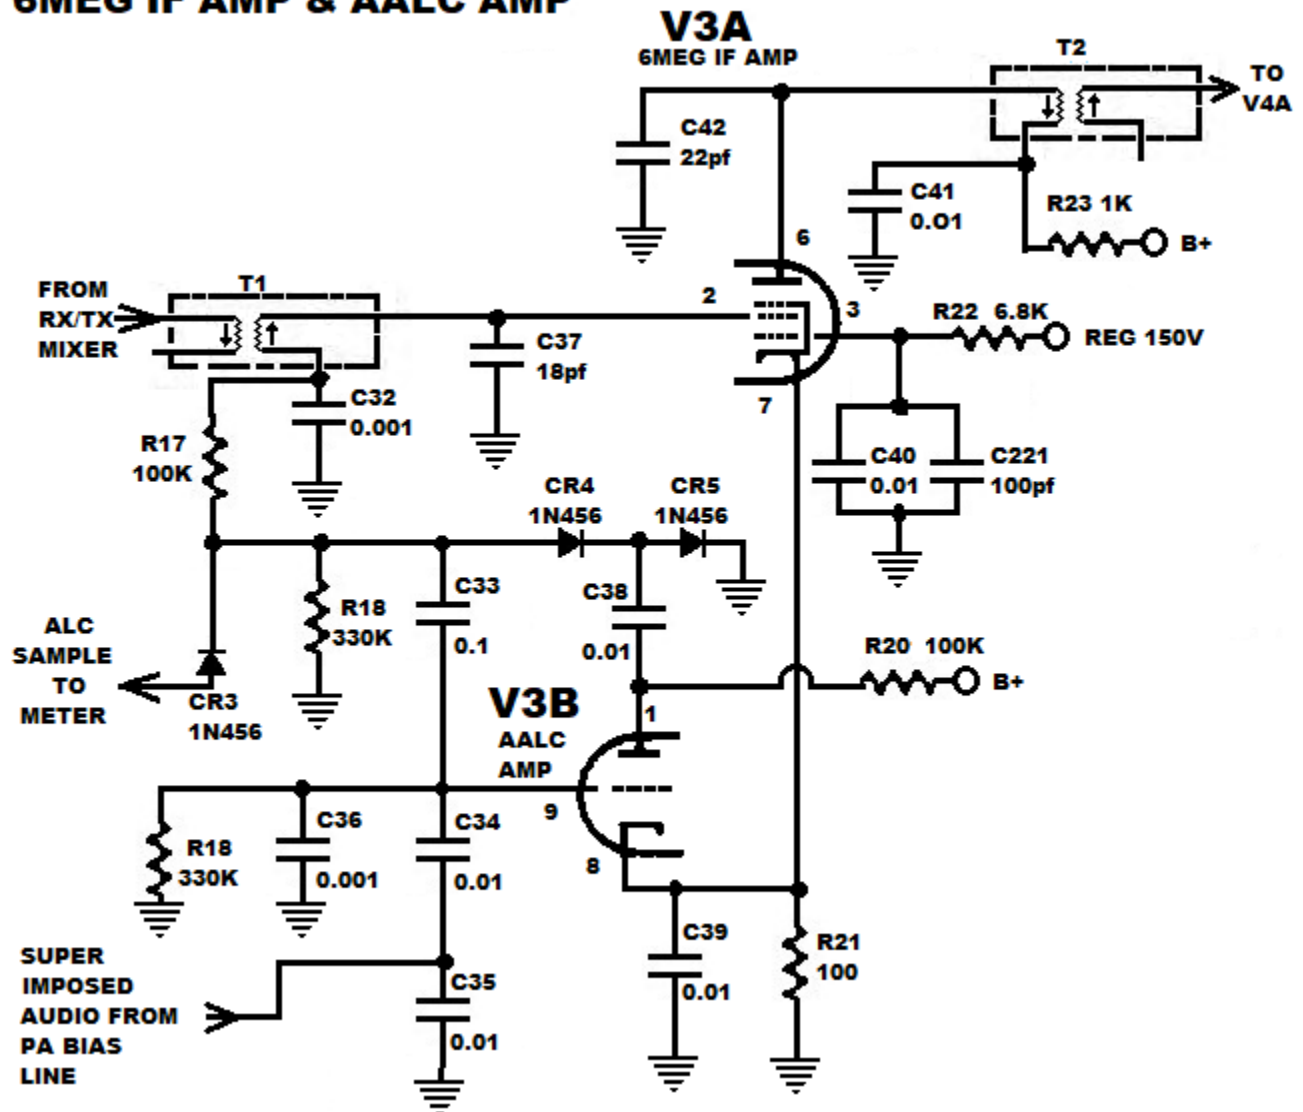 6MEG IF AMP & AALC AMP
V3A
6MEG IF AMP
T2
TO
V4A
C42
22pf
C41
0.O1
R23 1K
B+
6
FROM
RX/TX
MIXER
T1
2
3
R22 6.8K
REG 150V
C37
18pf
7
C32
0.001
R17
100K
C40
0.01
C221
100pf
CR4
1N456
CR5
1N456
C33
0.1
C38
0.01
R18
330K
ALC
SAMPLE
TO
METER
CR3
1N456
R20 100K
B+
V3B
AALC
AMP
1
9
8
R18
330K
C36
0.001
C34
0.01
C39
0.01
R21
100
SUPER
IMPOSED
AUDIO FROM
PA BIAS
LINE
C35
0.01